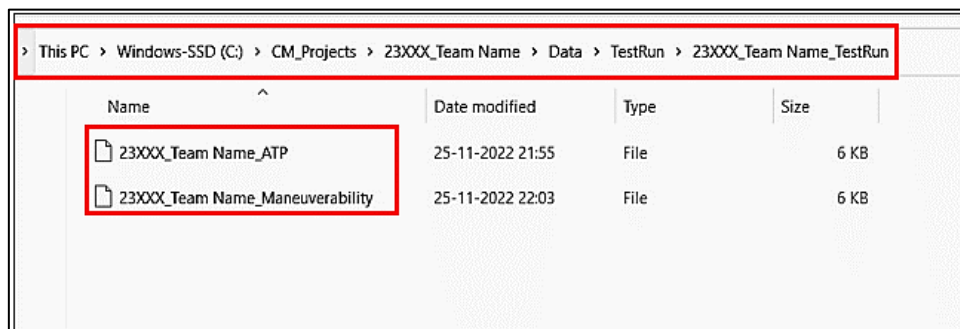 This PC > Windows-SSD (C:) > CM_Projects > 23XXX_Team Name > Data > TestRun > 23XXX_Team Name_TestRun
Name Date modified Type Size
23XXX_Team Name_ATP 25-11-2022 21:55 File 6 KB
23XXX_Team Name_Maneuverability 25-11-2022 22:03 File 6 KB